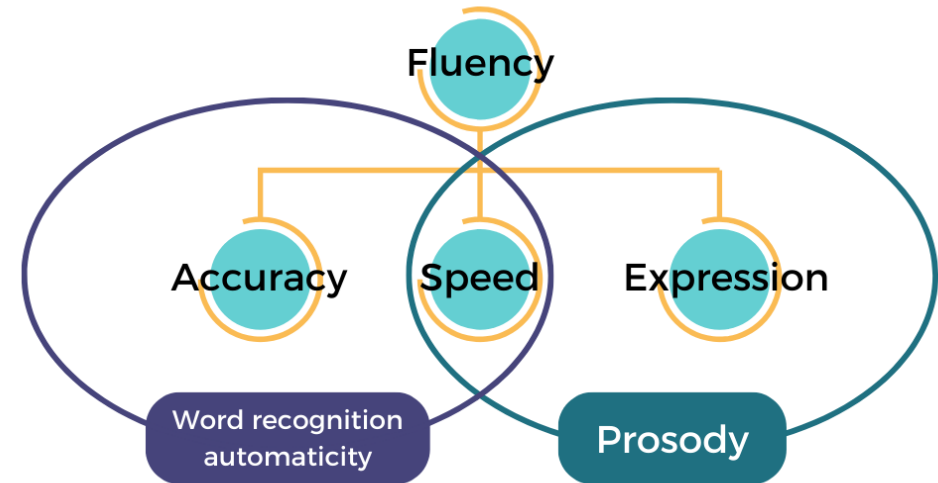 Fluency
Accuracy
Speed
Expression
Word recognition
automaticity
Prosody